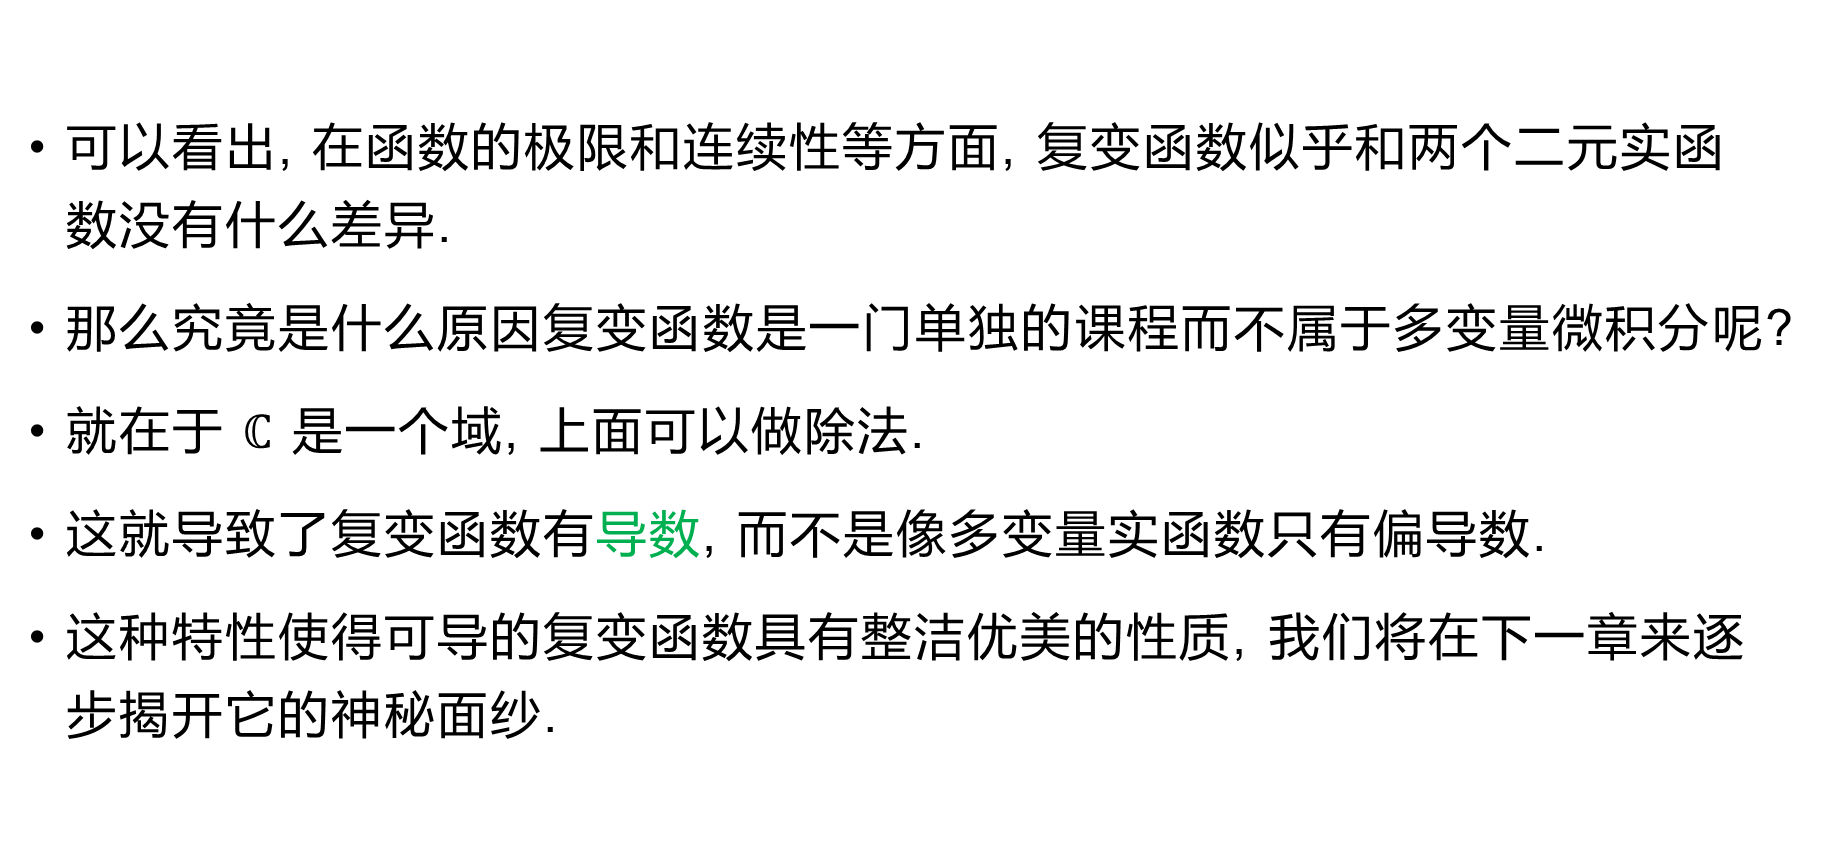 • 可以看出, 在函数的极限和连续性等方面, 复变函数似乎和两个二元实函
数没有什么差异.
• 那么究竟是什么原因复变函数是一门单独的课程而不属于多变量微积分呢?
• 就在于 ℂ 是一个域, 上面可以做除法.
• 这就导致了复变函数有导数, 而不是像多变量实函数只有偏导数.
• 这种特性使得可导的复变函数具有整洁优美的性质, 我们将在下一章来逐
步揭开它的神秘面纱.